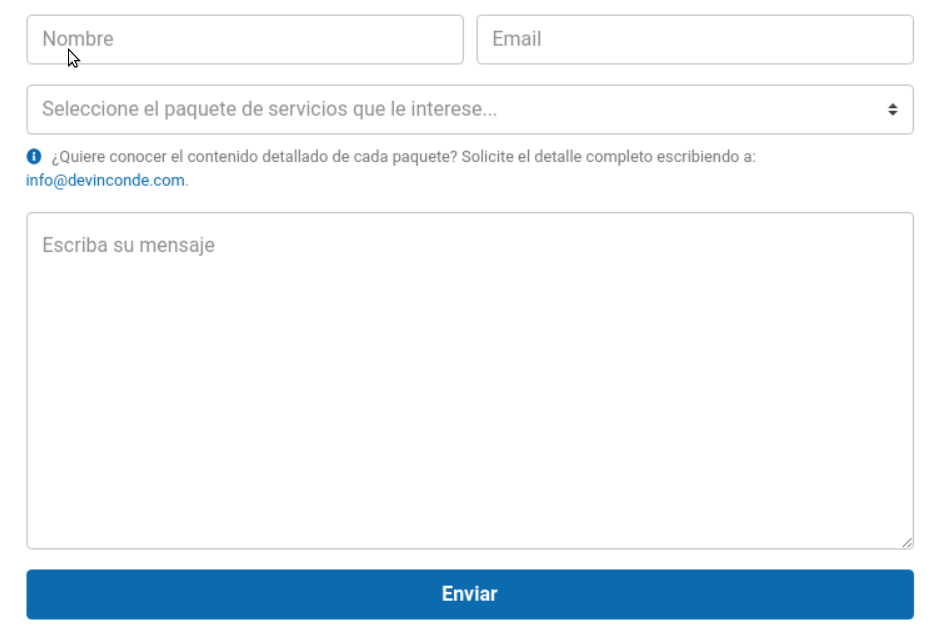 Nombre
Email
Seleccione el paquete de servicios que le interese...
¿Quiere conocer el contenido detallado de cada paquete? Solicite el detalle completo escribiendo a:
info@devinconde.com.
Escriba su mensaje
Enviar